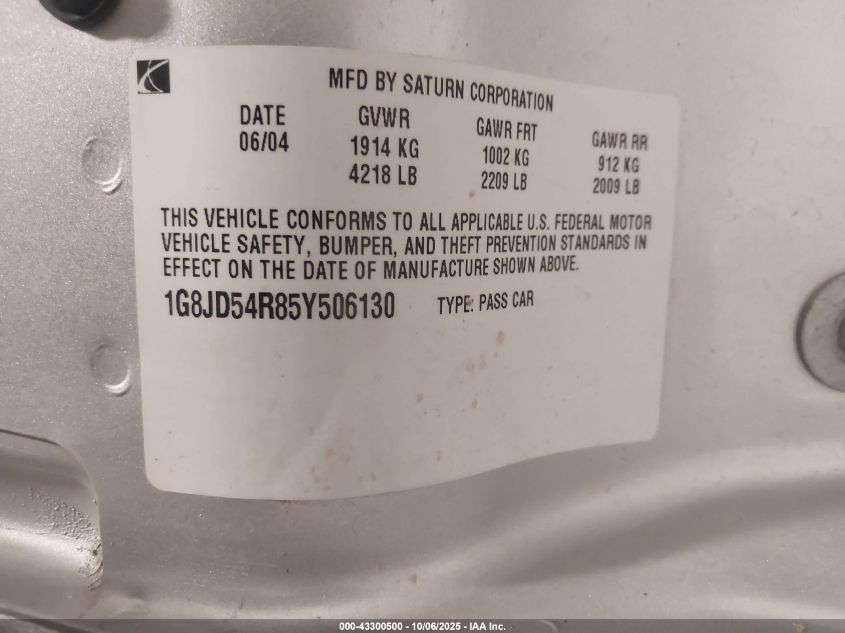 MFD BY SATURN CORPORATION
DATE GVWR GAWR FRT GAWR RR
06/04 1914 KG 1002 KG 912 KG
4218 LB 2209 LB 2009 LB
THIS VEHICLE CONFORMS TO ALL APPLICABLE U.S. FEDERAL MOTOR
VEHICLE SAFETY, BUMPER, AND THEFT PREVENTION STANDARDS IN
EFFECT ON THE DATE OF MANUFACTURE SHOWN ABOVE.
1G8JD54R85Y506130 TYPE: PASS CAR
000-43300500 - 10/06/2025 - IAA Inc.